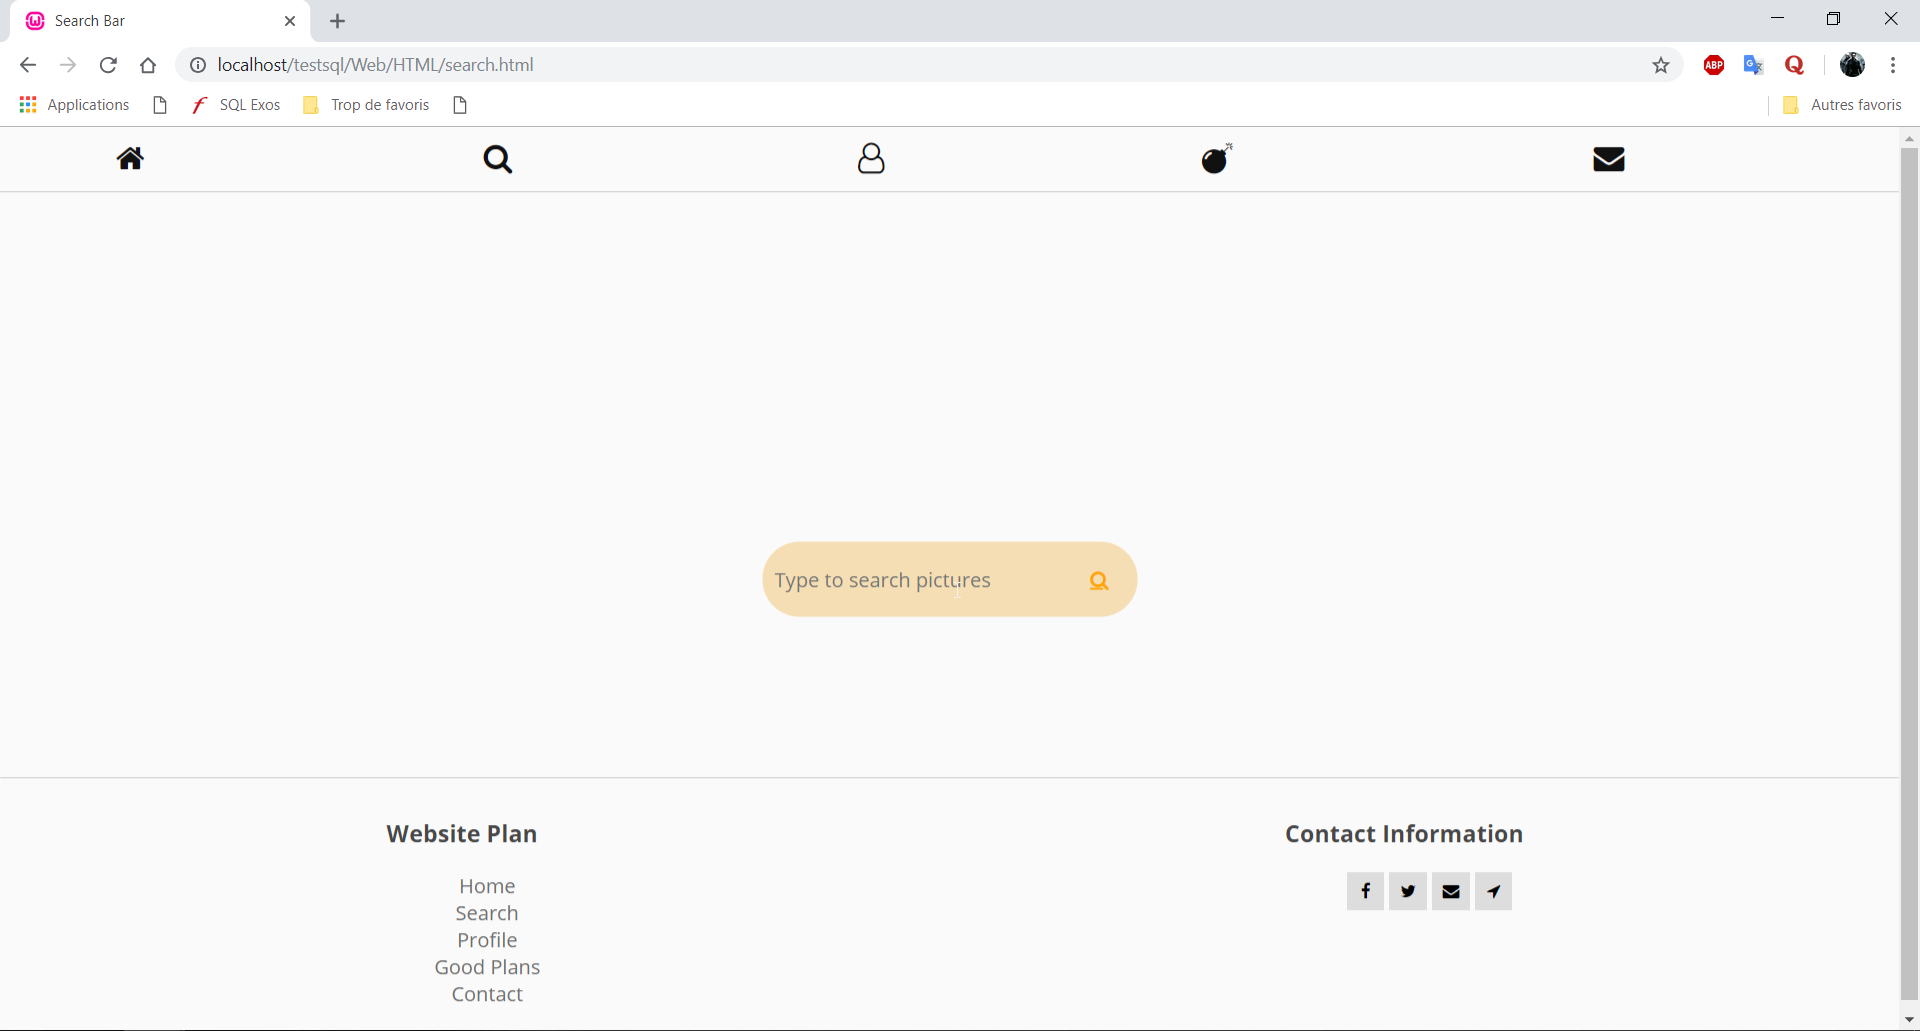 Search Bar
localhost/testsql/Web/HTML/search.html
ABP
G
Q
Applications
SQL Exos
Trop de favoris
Autres favoris
Type to search pictures
Website Plan
Contact Information
Home
Search
Profile
Good Plans
Contact